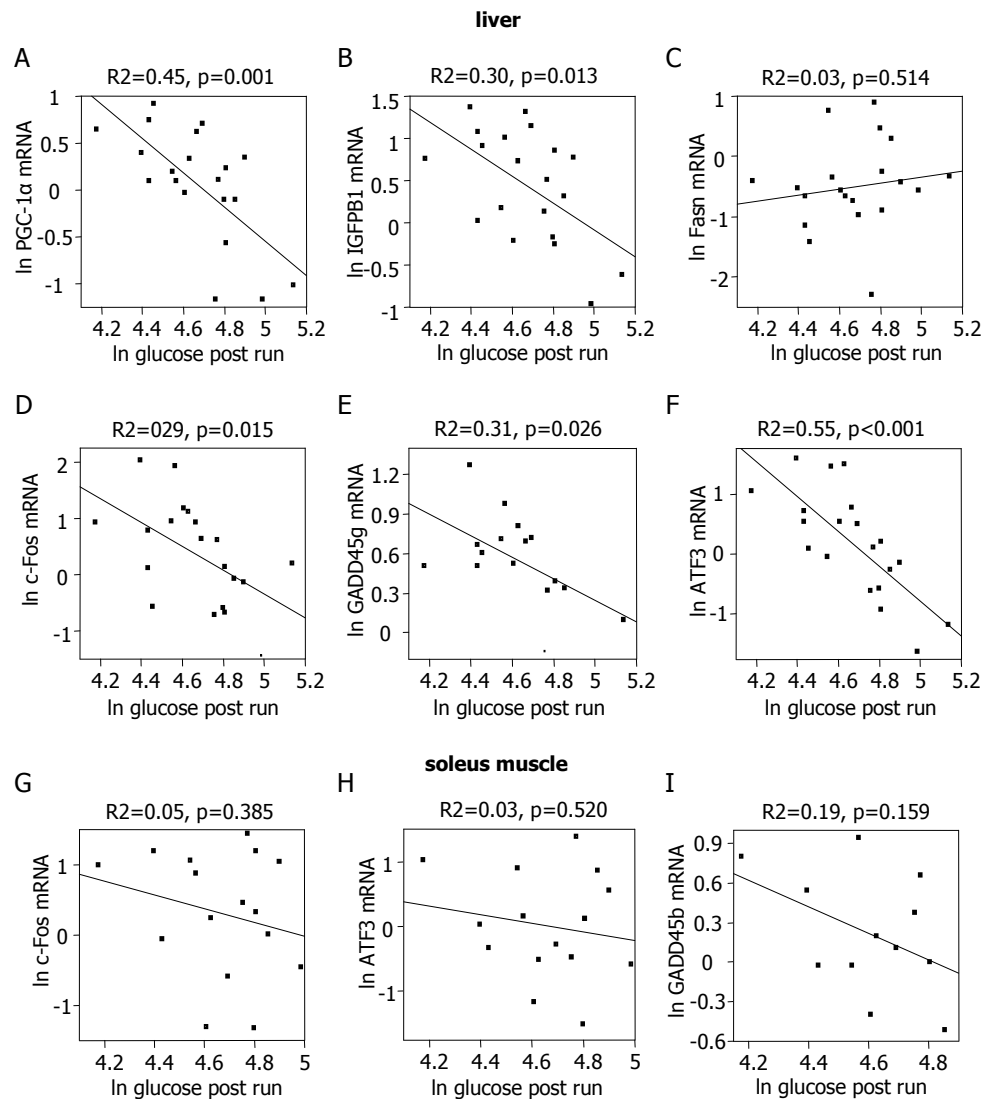 liver
A
R2=0.45, p=0.001
ln PGC-1α mRNA
1
0.5
0
-0.5
-1
4.2 4.4 4.6 4.8 5 5.2
ln glucose post run
B
R2=0.30, p=0.013
ln IGFPB1 mRNA
1.5
1
0.5
0
-0.5
-1
4.2 4.4 4.6 4.8 5 5.2
ln glucose post run
C
R2=0.03, p=0.514
ln Fasn mRNA
1
0
-1
-2
4.2 4.4 4.6 4.8 5 5.2
ln glucose post run
D
R2=029, p=0.015
ln c-Fos mRNA
2
1
0
-1
4.2 4.4 4.6 4.8 5 5.2
ln glucose post run
E
R2=0.31, p=0.026
ln GADD45g mRNA
1.2
0.9
0.6
0.3
0
4.2 4.4 4.6 4.8 5 5.2
ln glucose post run
F
R2=0.55, p<0.001
ln ATF3 mRNA
1
0
-1
4.2 4.4 4.6 4.8 5 5.2
ln glucose post run
soleus muscle
G
R2=0.05, p=0.385
ln c-Fos mRNA
1
0
-1
4.2 4.4 4.6 4.8 5
ln glucose post run
H
R2=0.03, p=0.520
ln ATF3 mRNA
1
0
-1
4.2 4.4 4.6 4.8 5
ln glucose post run
I
R2=0.19, p=0.159
ln GADD45b mRNA
0.9
0.6
0.3
0
-0.3
-0.6
4.2 4.4 4.6 4.8
ln glucose post run